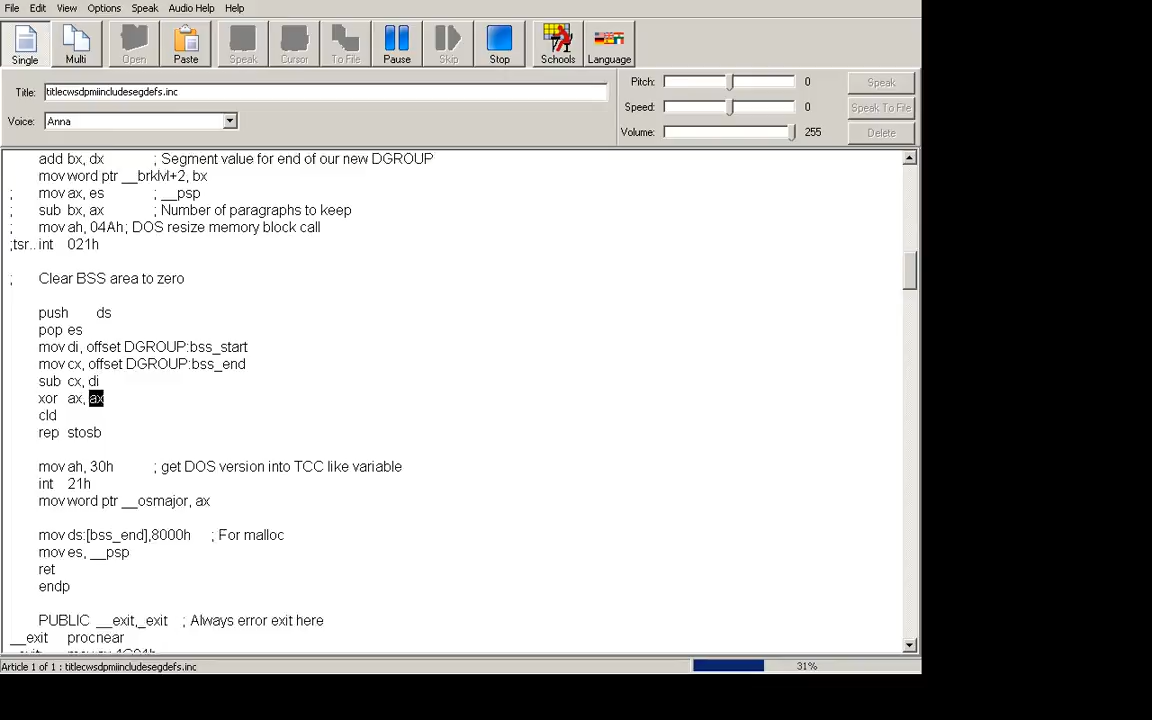 File Edit View Options Speak Audio Help Help
Single Multi Open Paste Speak Cursor To File Pause Skip Stop Schools Language
Title: titlecwsdpmiincludesegdefs.inc
Voice: Anna
Pitch: 0 Speak
Speed: 0 Speak To File
Volume: 255 Delete
add bx, dx ; Segment value for end of our new DGROUP
mov word ptr __brklvl+2, bx
; mov ax, es ; __psp
; sub bx, ax ; Number of paragraphs to keep
; mov ah, 04Ah ; DOS resize memory block call
;tsr.. int 021h
; Clear BSS area to zero
push ds
pop es
mov di, offset DGROUP:bss_start
mov cx, offset DGROUP:bss_end
sub cx, di
xor ax, ax
cld
rep stosb
mov ah, 30h ; get DOS version into TCC like variable
int 21h
mov word ptr __osmajor, ax
mov ds:[bss_end],8000h ; For malloc
mov es, __psp
ret
endp
PUBLIC __exit,_exit ; Always error exit here
__exit procnear
Article 1 of 1 : titlecwsdpmiincludesegdefs.inc 31%